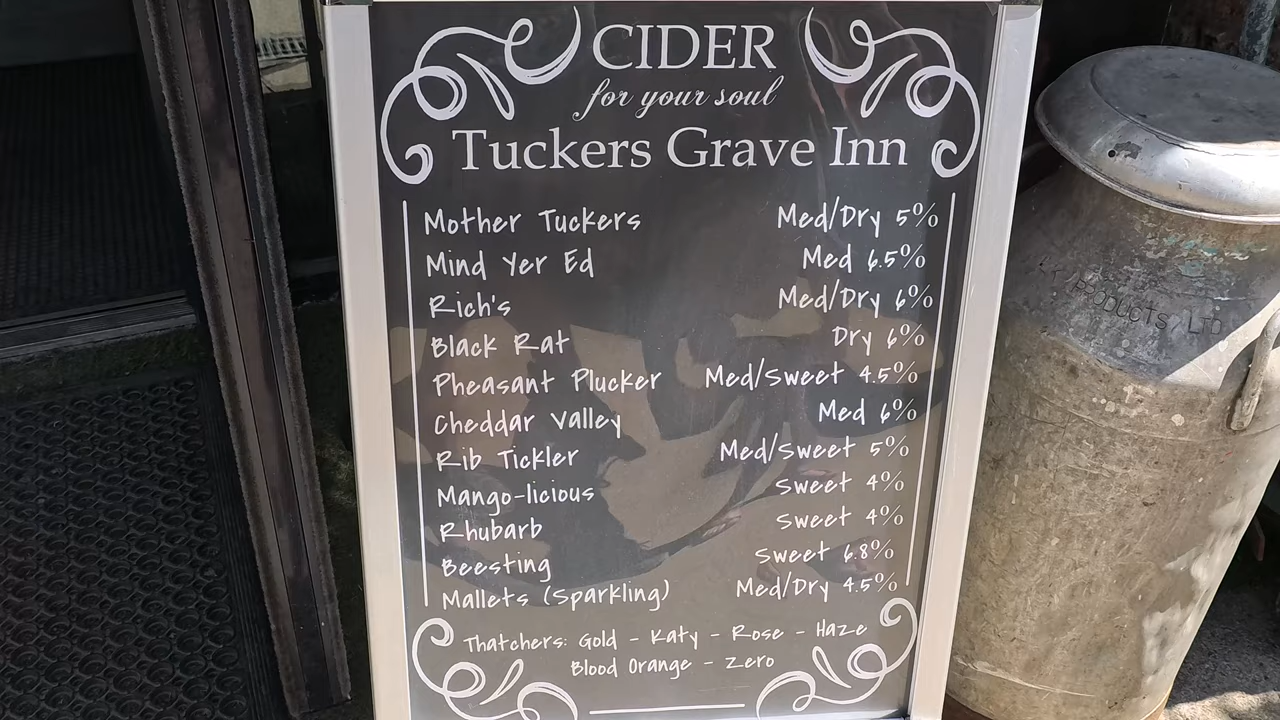 CIDER
for your soul
Tuckers Grave Inn
Mother Tuckers Med/Dry 5%
Mind Yer Ed Med 6.5%
Rich's Med/Dry 6%
Black Rat Dry 6%
Pheasant Plucker Med/Sweet 4.5%
Cheddar Valley Med 6%
Rib Tickler Med/Sweet 5%
Mango-licious Sweet 4%
Rhubarb Sweet 4%
Beesting Sweet 6.8%
Mallets (Sparkling) Med/Dry 4.5%
Thatchers: Gold - Katy - Rose - Haze
Blood Orange - Zero
PRODUCTS LTD